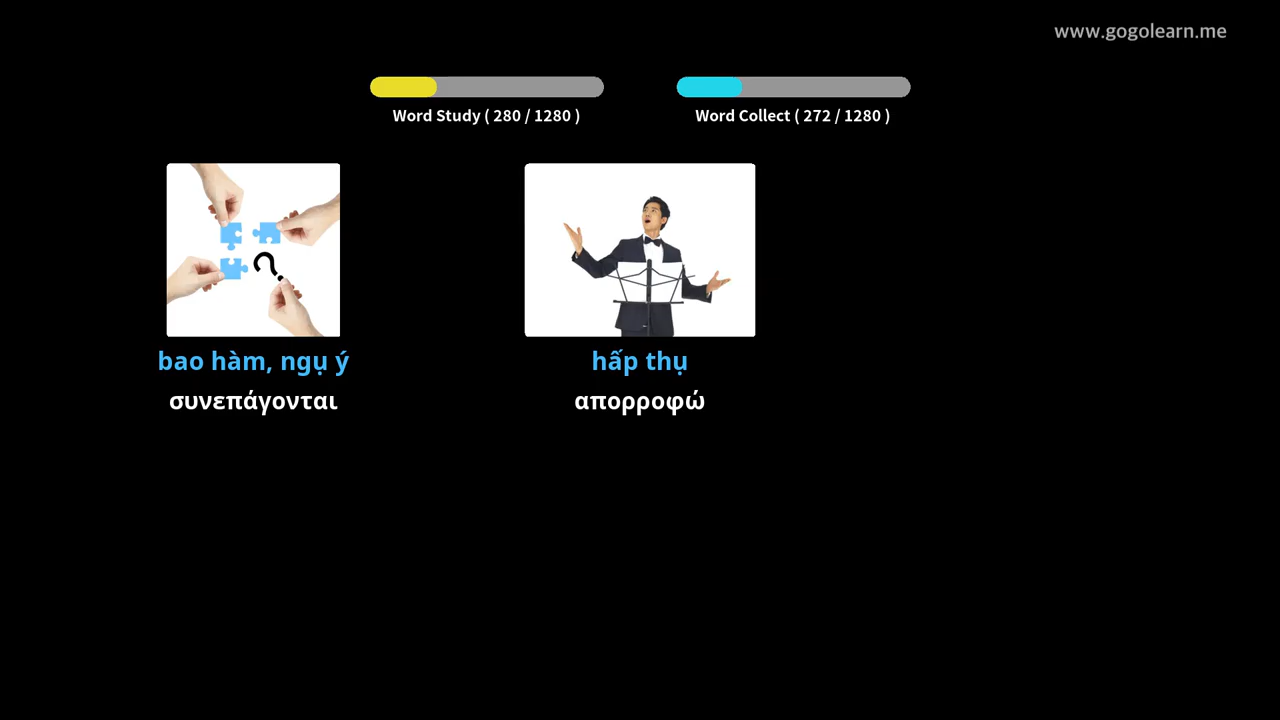 www.gogolearn.me
Word Study ( 280 / 1280 )
Word Collect ( 272 / 1280 )
bao hàm, ngụ ý
συνεπάγονται
hấp thụ
απορροφώ